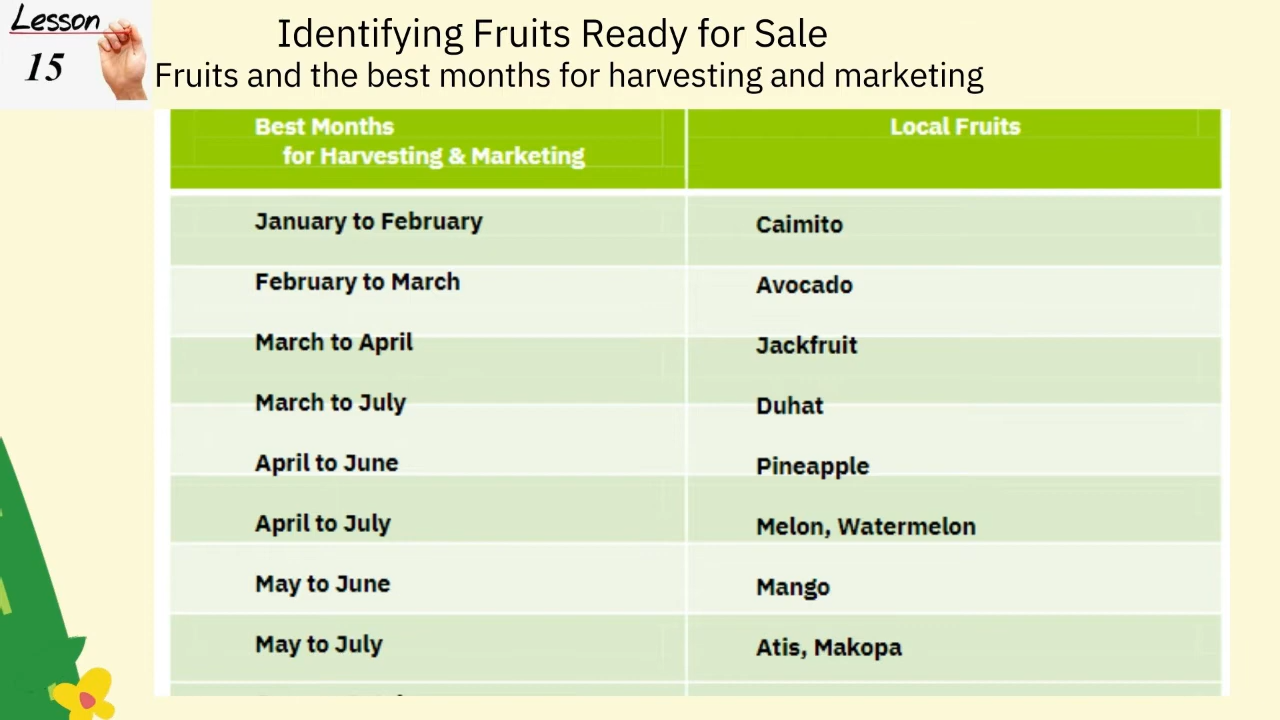 Lesson
15
Identifying Fruits Ready for Sale
Fruits and the best months for harvesting and marketing
Best Months
for Harvesting & Marketing
Local Fruits
January to February
Caimito
February to March
Avocado
March to April
Jackfruit
March to July
Duhat
April to June
Pineapple
April to July
Melon, Watermelon
May to June
Mango
May to July
Atis, Makopa